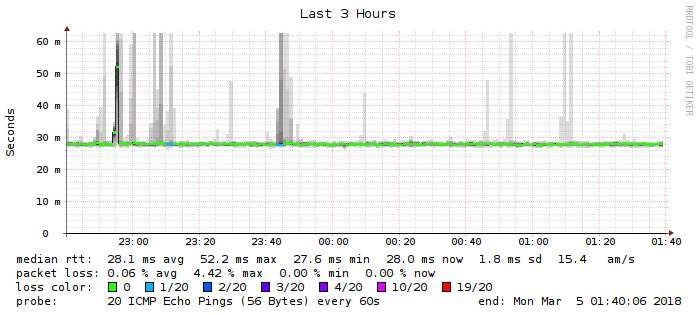 Last 3 Hours
RRDTOOL / TOBI OETIKER
Seconds
60 m
50 m
40 m
30 m
20 m
10 m
0
23:00 23:20 23:40 00:00 00:20 00:40 01:00 01:20 01:40
median rtt: 28.1 ms avg 52.2 ms max 27.6 ms min 28.0 ms now 1.8 ms sd 15.4 am/s
packet loss: 0.06 % avg 4.42 % max 0.00 % min 0.00 % now
loss color: 0 1/20 2/20 3/20 4/20 10/20 19/20
probe: 20 ICMP Echo Pings (56 Bytes) every 60s end: Mon Mar 5 01:40:06 2018